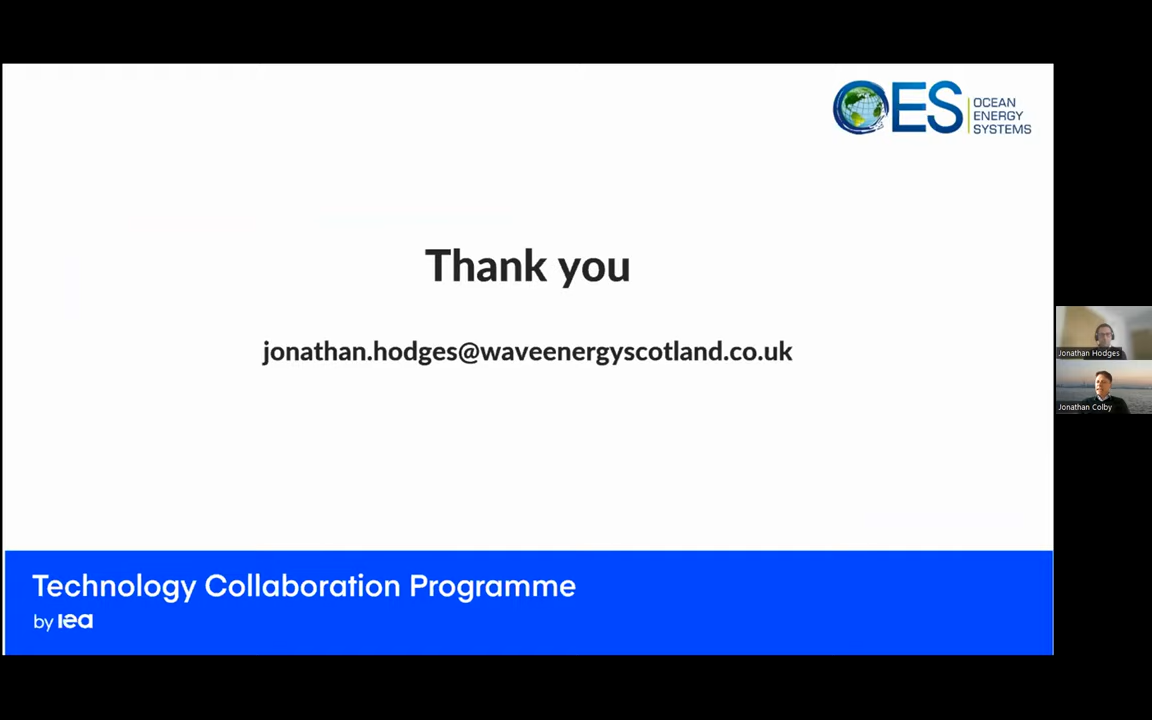 OES
OCEAN
ENERGY
SYSTEMS
Thank you
jonathan.hodges@waveenergyscotland.co.uk
Jonathan Hodges
Jonathan Colby
Technology Collaboration Programme
by iea